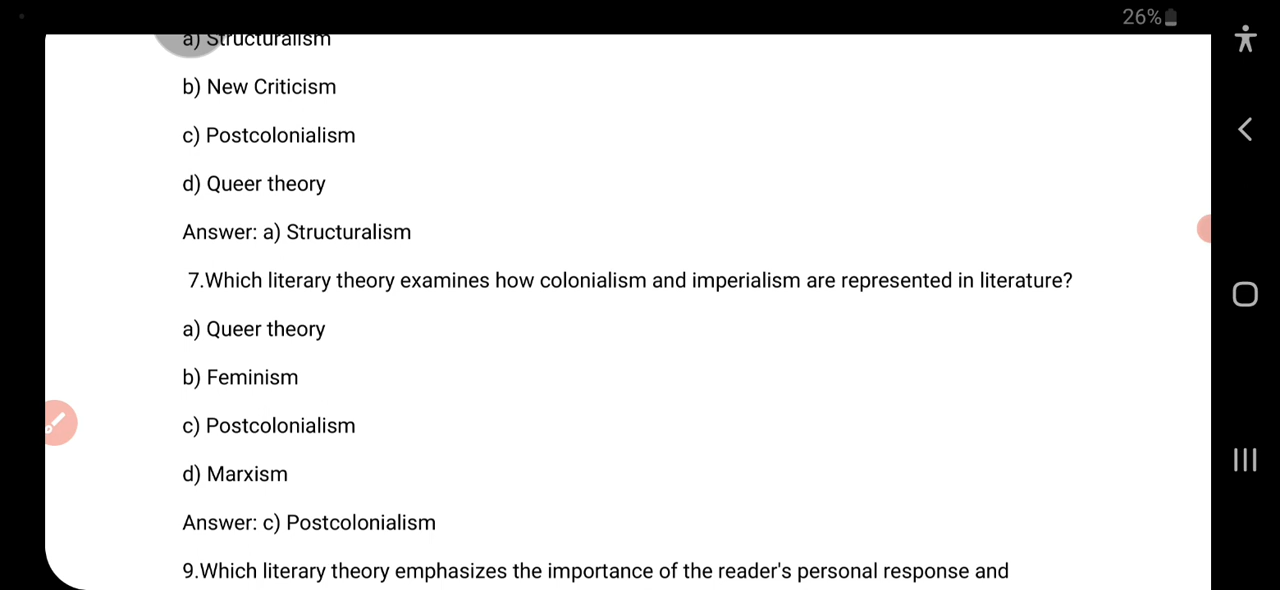 26%
a) Structuralism
b) New Criticism
c) Postcolonialism
d) Queer theory
Answer: a) Structuralism
7.Which literary theory examines how colonialism and imperialism are represented in literature?
a) Queer theory
b) Feminism
c) Postcolonialism
d) Marxism
Answer: c) Postcolonialism
9.Which literary theory emphasizes the importance of the reader's personal response and